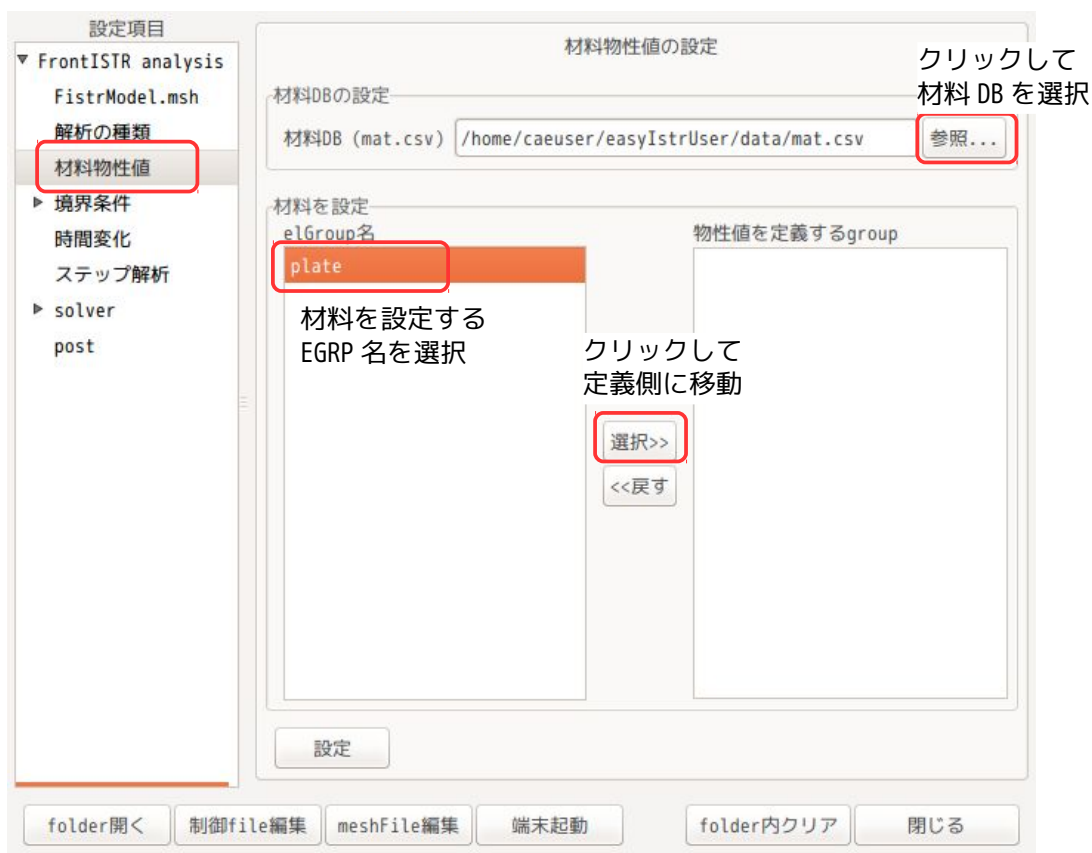 設定項目
▼ FrontISTR analysis
FistrModel.msh
解析の種類
材料物性値
▶ 境界条件
時間変化
ステップ解析
▶ solver
post
材料物性値の設定
クリックして
材料 DB を選択
材料DBの設定
材料DB (mat.csv) /home/caeuser/easyIstrUser/data/mat.csv 参照...
材料を設定
elGroup名
物性値を定義するgroup
plate
材料を設定する
EGRP 名を選択
クリックして
定義側に移動
選択>>
<<戻す
設定
folder開く 制御file編集 meshFile編集 端末起動 folder内クリア 閉じる